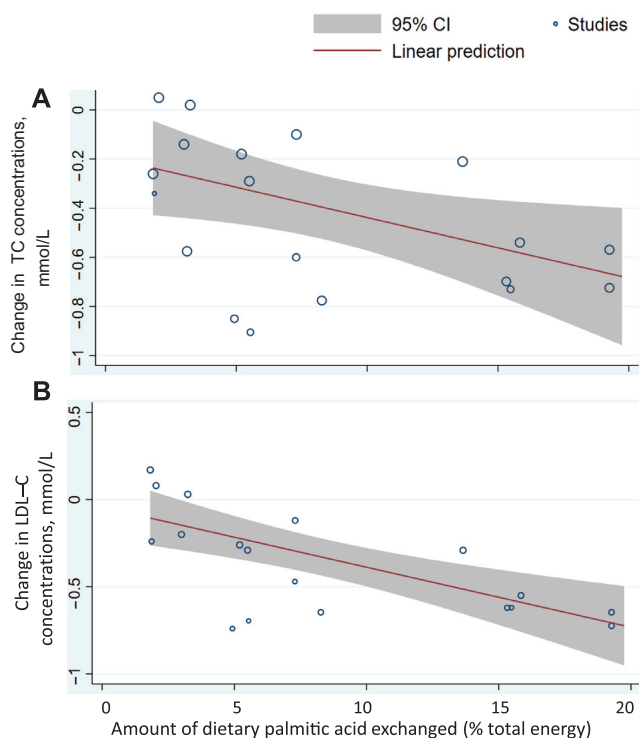 95% CI
Studies
Linear prediction
A
Change in TC concentrations,
mmol/L
0
−0.2
−0.4
−0.6
−0.8
−1
B
Change in LDL–C
concentrations, mmol/L
0.5
0
−0.5
−1
0 5 10 15 20
Amount of dietary palmitic acid exchanged (% total energy)